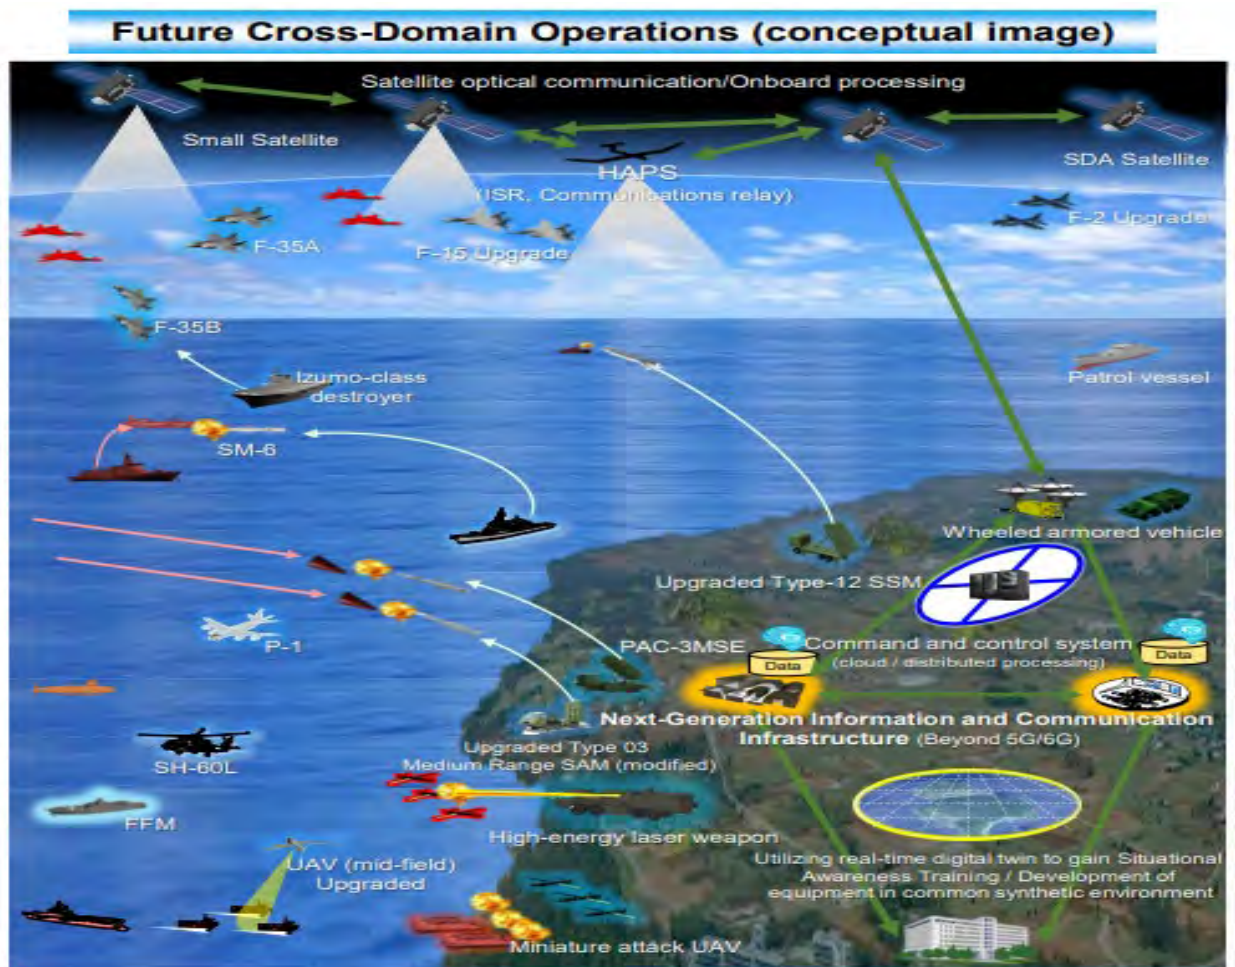 Future Cross-Domain Operations (conceptual image)
Satellite optical communication/Onboard processing
Small Satellite
HAPS
(ISR, Communications relay)
SDA Satellite
F-35A
F-15 Upgrade
F-2 Upgrade
F-35B
Izumo-class
destroyer
Patrol vessel
SM-6
Wheeled armored vehicle
Upgraded Type-12 SSM
P-1
PAC-3MSE
Data
Command and control system
(cloud / distributed processing)
Data
Next-Generation Information and Communication
Infrastructure (Beyond 5G/6G)
Upgraded Type 03
Medium Range SAM (modified)
SH-60L
FFM
High-energy laser weapon
UAV (mid-field)
Upgraded
Utilizing real-time digital twin to gain Situational
Awareness Training / Development of
equipment in common synthetic environment
Miniature attack UAV